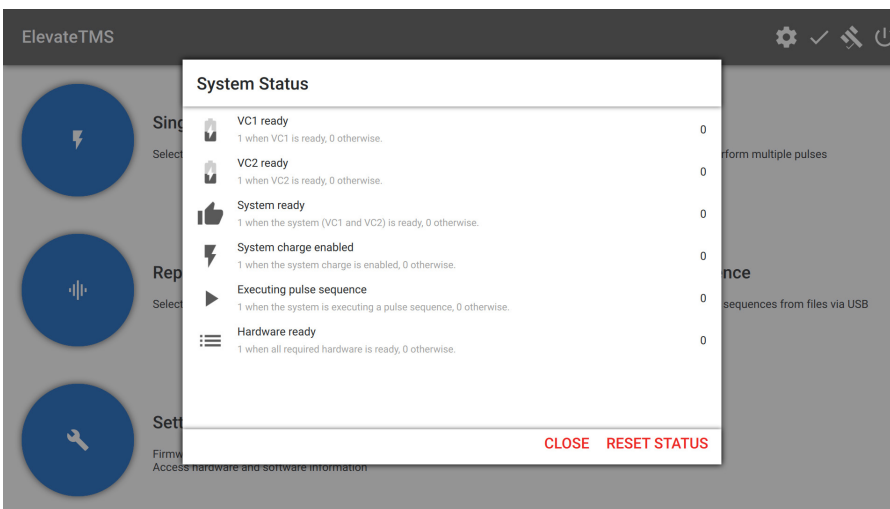 ElevateTMS
System Status
VC1 ready
1 when VC1 is ready, 0 otherwise.
0
VC2 ready
1 when VC2 is ready, 0 otherwise.
0
System ready
1 when the system (VC1 and VC2) is ready, 0 otherwise.
0
System charge enabled
1 when the system charge is enabled, 0 otherwise.
0
Executing pulse sequence
1 when the system is executing a pulse sequence, 0 otherwise.
0
Hardware ready
1 when all required hardware is ready, 0 otherwise.
0
CLOSE RESET STATUS
Sing
Select
rform multiple pulses
Rep
Select
nce
sequences from files via USB
Sett
Firmw
Access hardware and software information